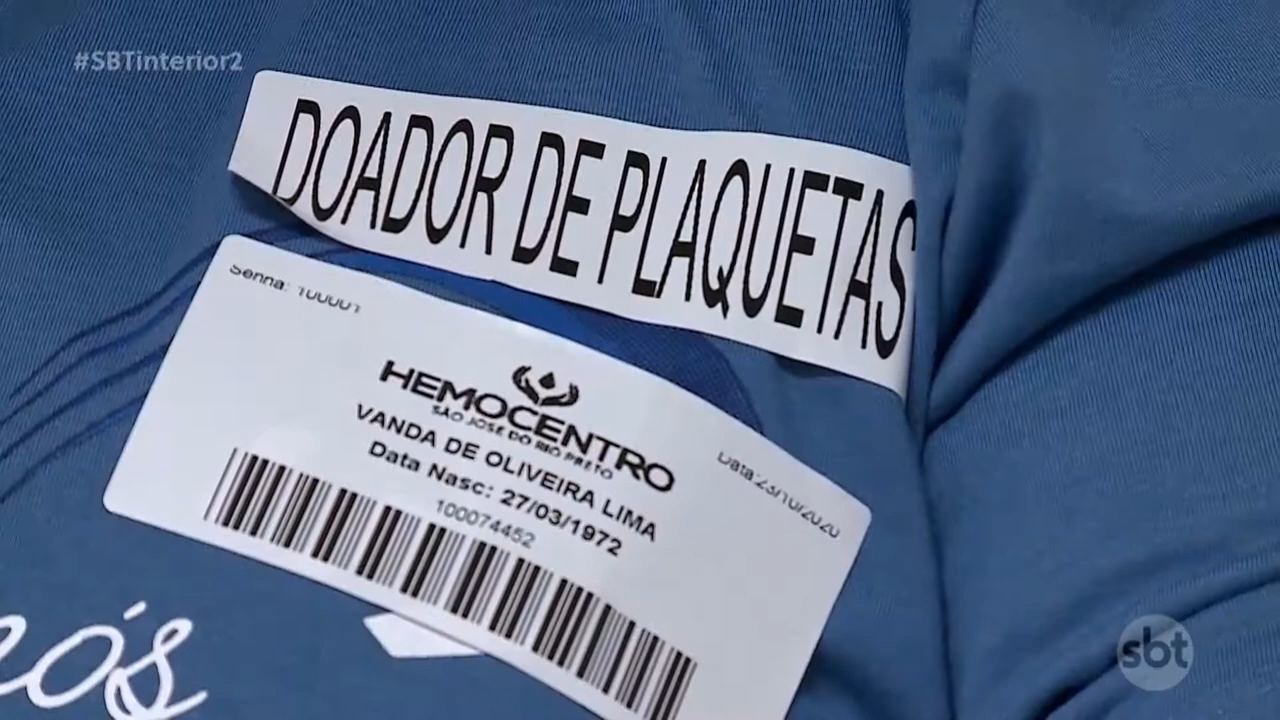 #SBTinterior2
DOADOR DE PLAQUETAS
Senha: 100001
HEMOCENTRO
SÃO JOSÉ DO RIO PRETO
Data:23/10/2020
VANDA DE OLIVEIRA LIMA
Data Nasc: 27/03/1972
100074452
sbt